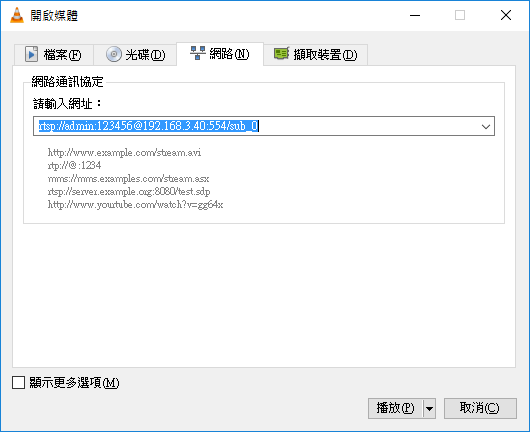 開啟媒體
檔案(F) 光碟(D) 網路(N) 擷取裝置(D)
網路通訊協定
請輸入網址：
rtsp://admin:123456@192.168.3.40:554/sub_0
http://www.example.com/stream.avi
rtp://@:1234
mms://mms.examples.com/stream.asx
rtsp://server.example.org:8080/test.sdp
http://www.yourtube.com/watch?v=gg64x
顯示更多選項(M)
播放(P) 取消(C)